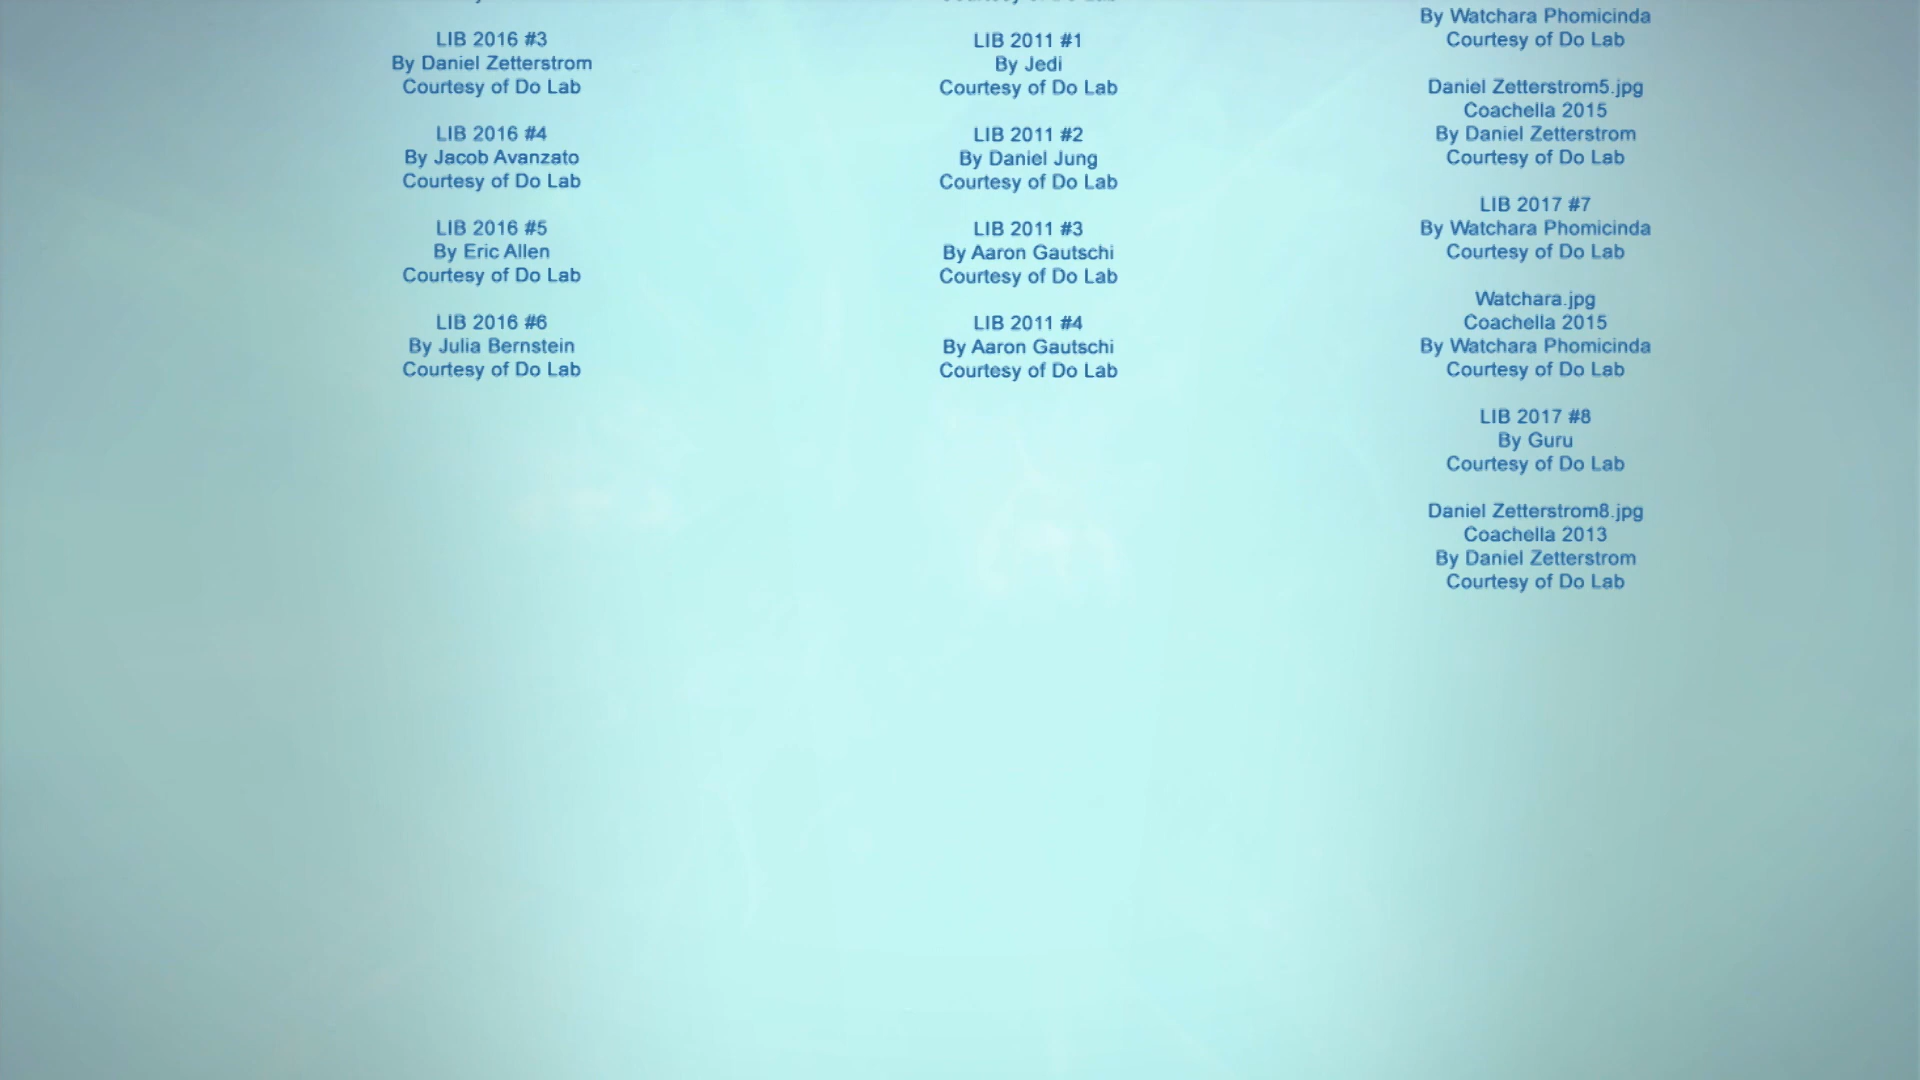 LIB 2016 #3
By Daniel Zetterstrom
Courtesy of Do Lab
LIB 2016 #4
By Jacob Avanzato
Courtesy of Do Lab
LIB 2016 #5
By Eric Allen
Courtesy of Do Lab
LIB 2016 #6
By Julia Bernstein
Courtesy of Do Lab
LIB 2011 #1
By Jedi
Courtesy of Do Lab
LIB 2011 #2
By Daniel Jung
Courtesy of Do Lab
LIB 2011 #3
By Aaron Gautschi
Courtesy of Do Lab
LIB 2011 #4
By Aaron Gautschi
Courtesy of Do Lab
By Watchara Phomicinda
Courtesy of Do Lab
Daniel Zetterstrom5.jpg
Coachella 2015
By Daniel Zetterstrom
Courtesy of Do Lab
LIB 2017 #7
By Watchara Phomicinda
Courtesy of Do Lab
Watchara.jpg
Coachella 2015
By Watchara Phomicinda
Courtesy of Do Lab
LIB 2017 #8
By Guru
Courtesy of Do Lab
Daniel Zetterstrom8.jpg
Coachella 2013
By Daniel Zetterstrom
Courtesy of Do Lab